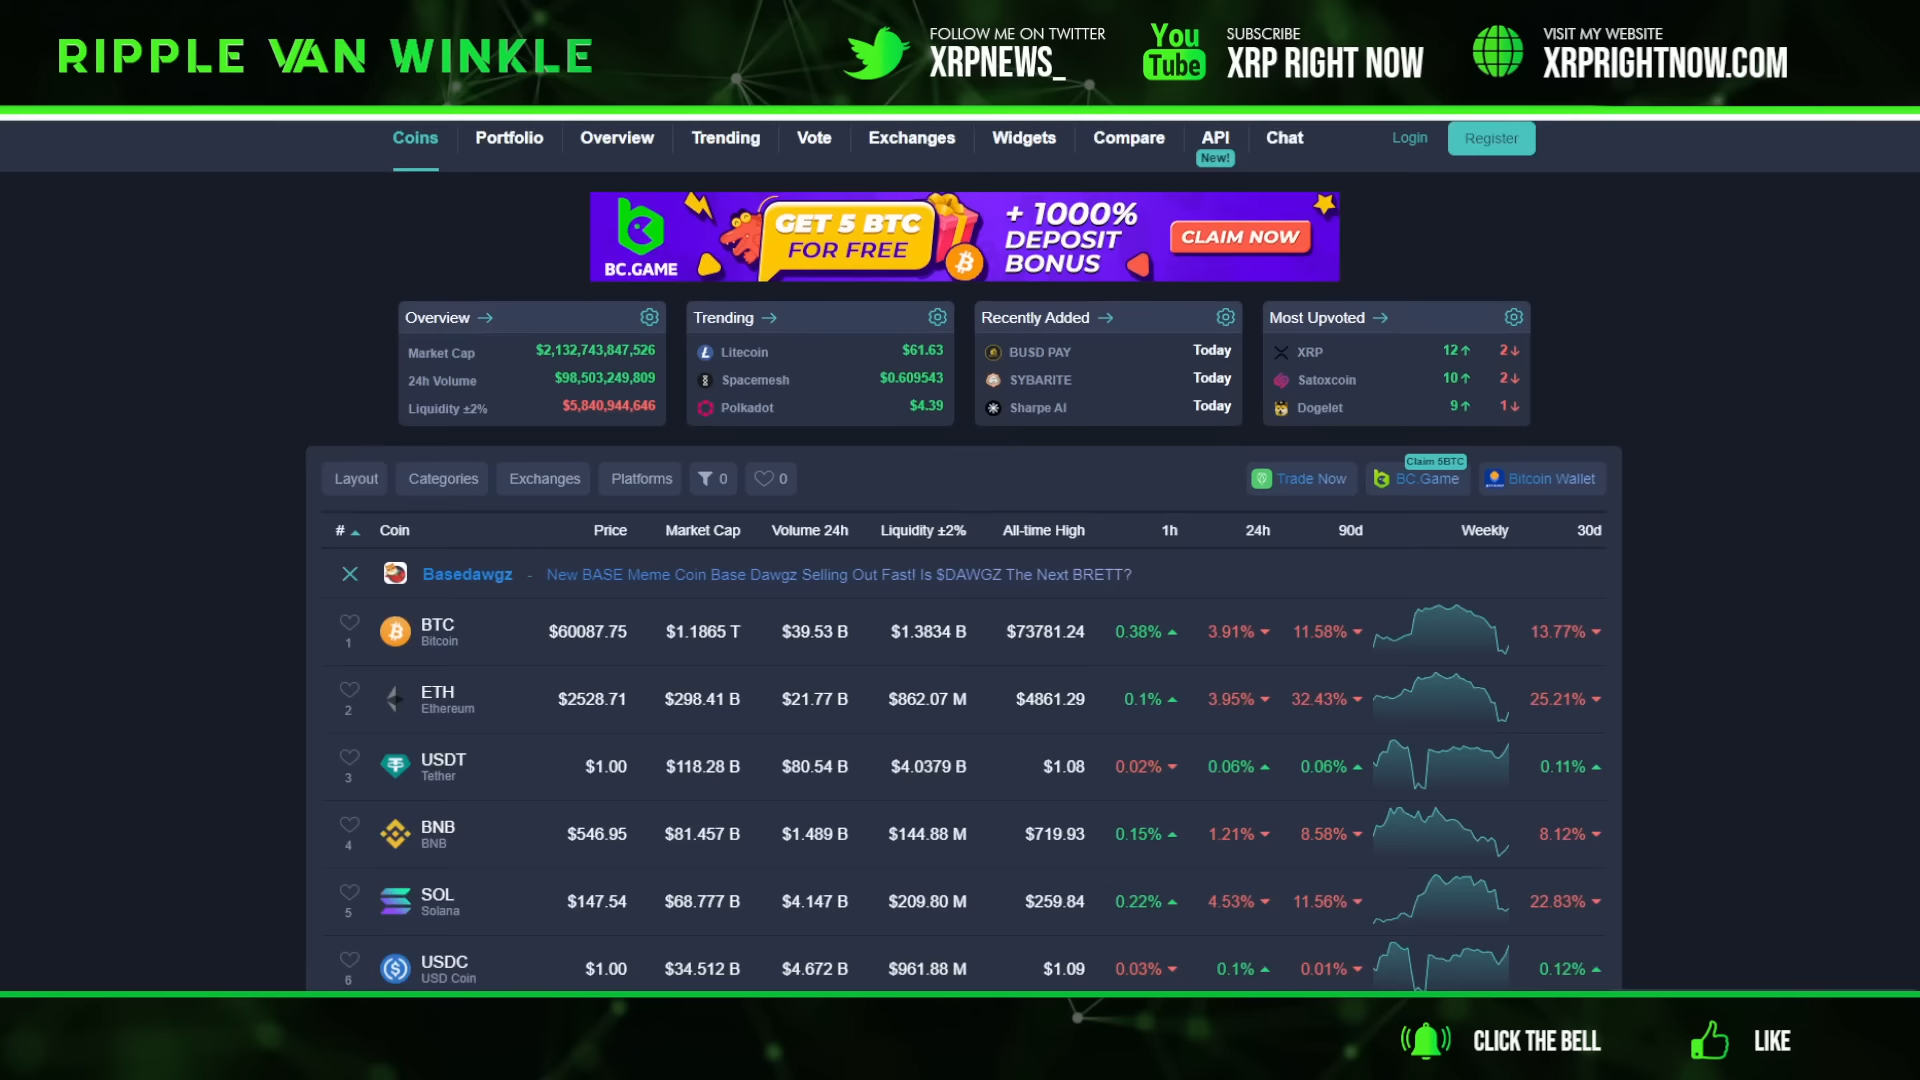 RIPPLE VAN WINKLE
FOLLOW ME ON TWITTER
XRPNEWS_
You
Tube
SUBSCRIBE
XRP RIGHT NOW
VISIT MY WEBSITE
XRPRIGHTNOW.COM
Coins Portfolio Overview Trending Vote Exchanges Widgets Compare API Chat Login Register
New!
BC.GAME
GET 5 BTC
FOR FREE
+ 1000%
DEPOSIT
BONUS
CLAIM NOW
Overview →
Market Cap $2,132,743,847,526
24h Volume $98,503,249,809
Liquidity ±2% $5,840,944,646
Trending →
Litecoin $61.63
Spacemesh $0.609543
Polkadot $4.39
Recently Added →
BUSD PAY Today
SYBARITE Today
Sharpe AI Today
Most Upvoted →
XRP 12↑ 2↓
Satoxcoin 10↑ 2↓
Dogelet 9↑ 1↓
Layout Categories Exchanges Platforms 0 0
Claim 5BTC
Trade Now BC.Game Bitcoin Wallet
# Coin Price Market Cap Volume 24h Liquidity ±2% All-time High 1h 24h 90d Weekly 30d
Basedawgz - New BASE Meme Coin Base Dawgz Selling Out Fast! Is $DAWGZ The Next BRETT?
1 BTC $60087.75 $1.1865 T $39.53 B $1.3834 B $73781.24 0.38% 3.91% 11.58% 13.77%
Bitcoin
2 ETH $2528.71 $298.41 B $21.77 B $862.07 M $4861.29 0.1% 3.95% 32.43% 25.21%
Ethereum
3 USDT $1.00 $118.28 B $80.54 B $4.0379 B $1.08 0.02% 0.06% 0.06% 0.11%
Tether
4 BNB $546.95 $81.457 B $1.489 B $144.88 M $719.93 0.15% 1.21% 8.58% 8.12%
BNB
5 SOL $147.54 $68.777 B $4.147 B $209.80 M $259.84 0.22% 4.53% 11.56% 22.83%
Solana
6 USDC $1.00 $34.512 B $4.672 B $961.88 M $1.09 0.03% 0.1% 0.01% 0.12%
USD Coin
CLICK THE BELL
LIKE